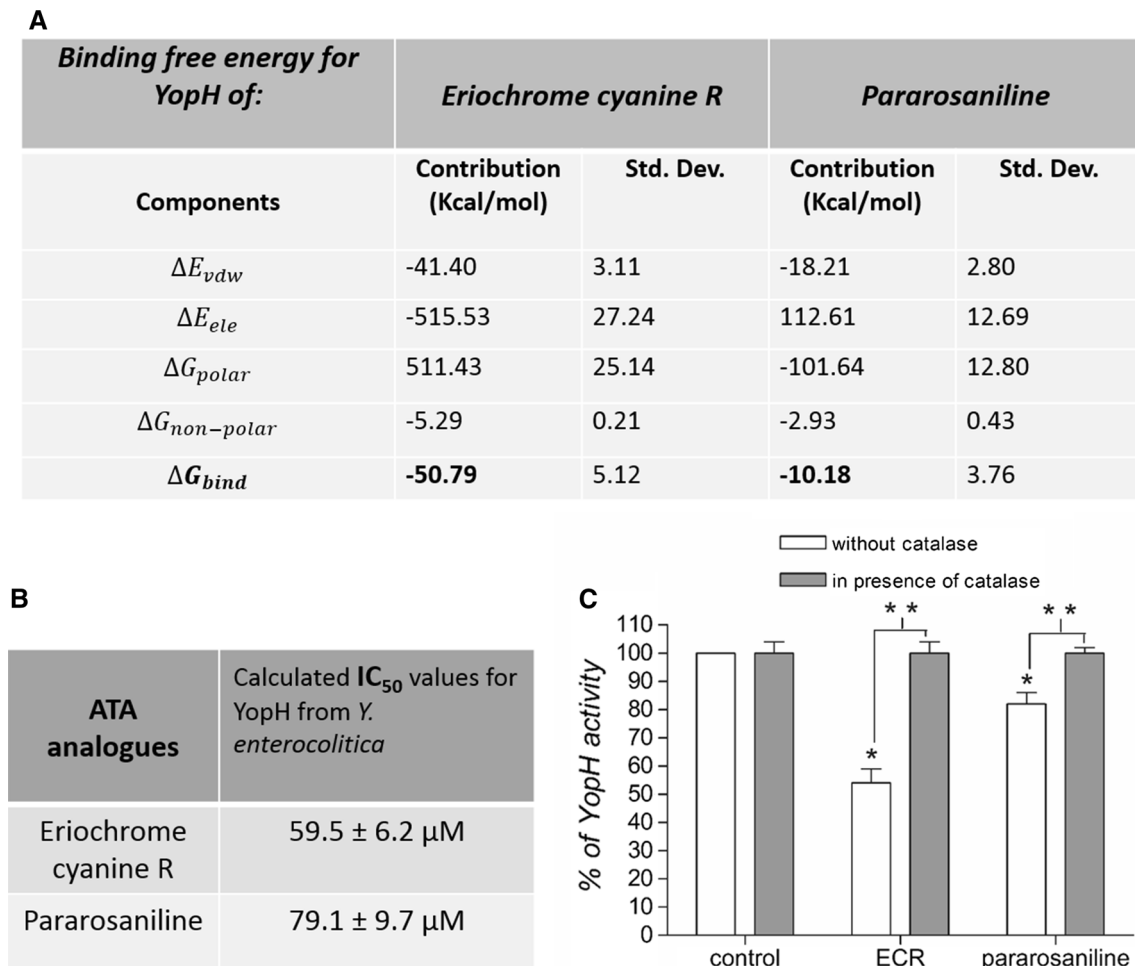 A
Binding free energy for
YopH of:
Eriochrome cyanine R
Pararosaniline
Components
Contribution
(Kcal/mol)
Std. Dev.
Contribution
(Kcal/mol)
Std. Dev.
ΔE_vdw -41.40 3.11 -18.21 2.80
ΔE_ele -515.53 27.24 112.61 12.69
ΔG_polar 511.43 25.14 -101.64 12.80
ΔG_non−polar -5.29 0.21 -2.93 0.43
ΔG_bind -50.79 5.12 -10.18 3.76
B
ATA
analogues
Calculated IC50 values for
YopH from Y.
enterocolitica
Eriochrome
cyanine R
59.5 ± 6.2 µM
Pararosaniline
79.1 ± 9.7 µM
C
without catalase
in presence of catalase
% of YopH activity
110
100
90
80
70
60
50
40
30
20
10
0
*
* *
*
* *
control
ECR
pararosaniline